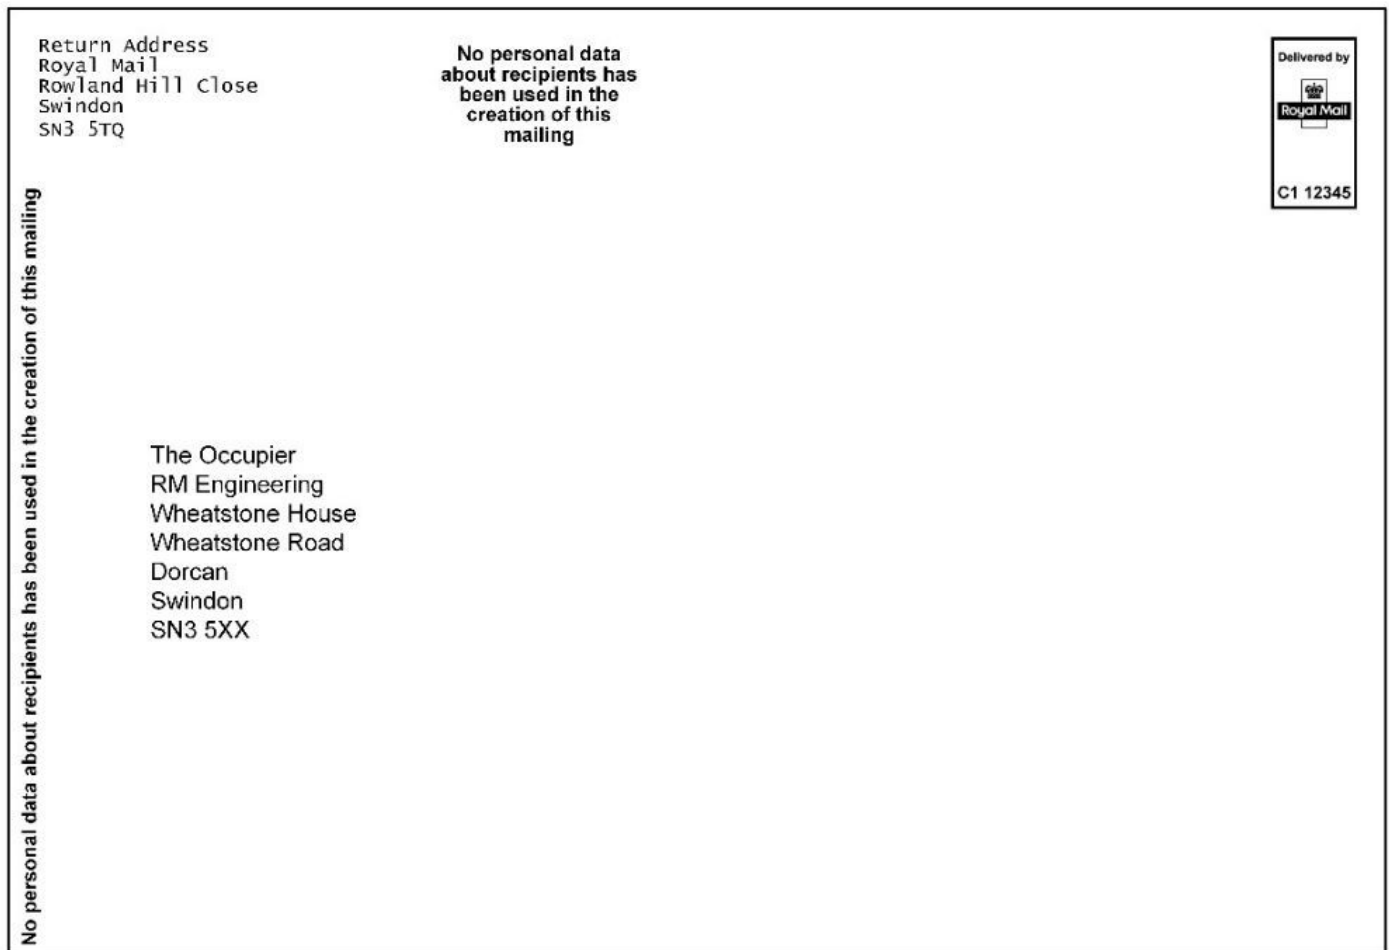 Return Address
Royal Mail
Rowland Hill Close
Swindon
SN3 5TQ
No personal data
about recipients has
been used in the
creation of this
mailing
Delivered by
Royal Mail
C1 12345
No personal data about recipients has been used in the creation of this mailing
The Occupier
RM Engineering
Wheatstone House
Wheatstone Road
Dorcan
Swindon
SN3 5XX